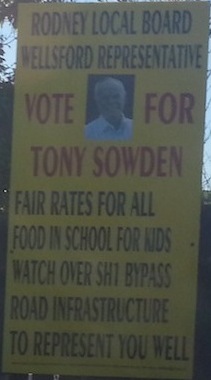 RODNEY LOCAL BOARD
WELLSFORD REPRESENTATIVE
VOTE FOR
TONY SOWDEN
FAIR RATES FOR ALL
FOOD IN SCHOOL FOR KIDS
WATCH OVER SH1 BYPASS
ROAD INFRASTRUCTURE
TO REPRESENT YOU WELL